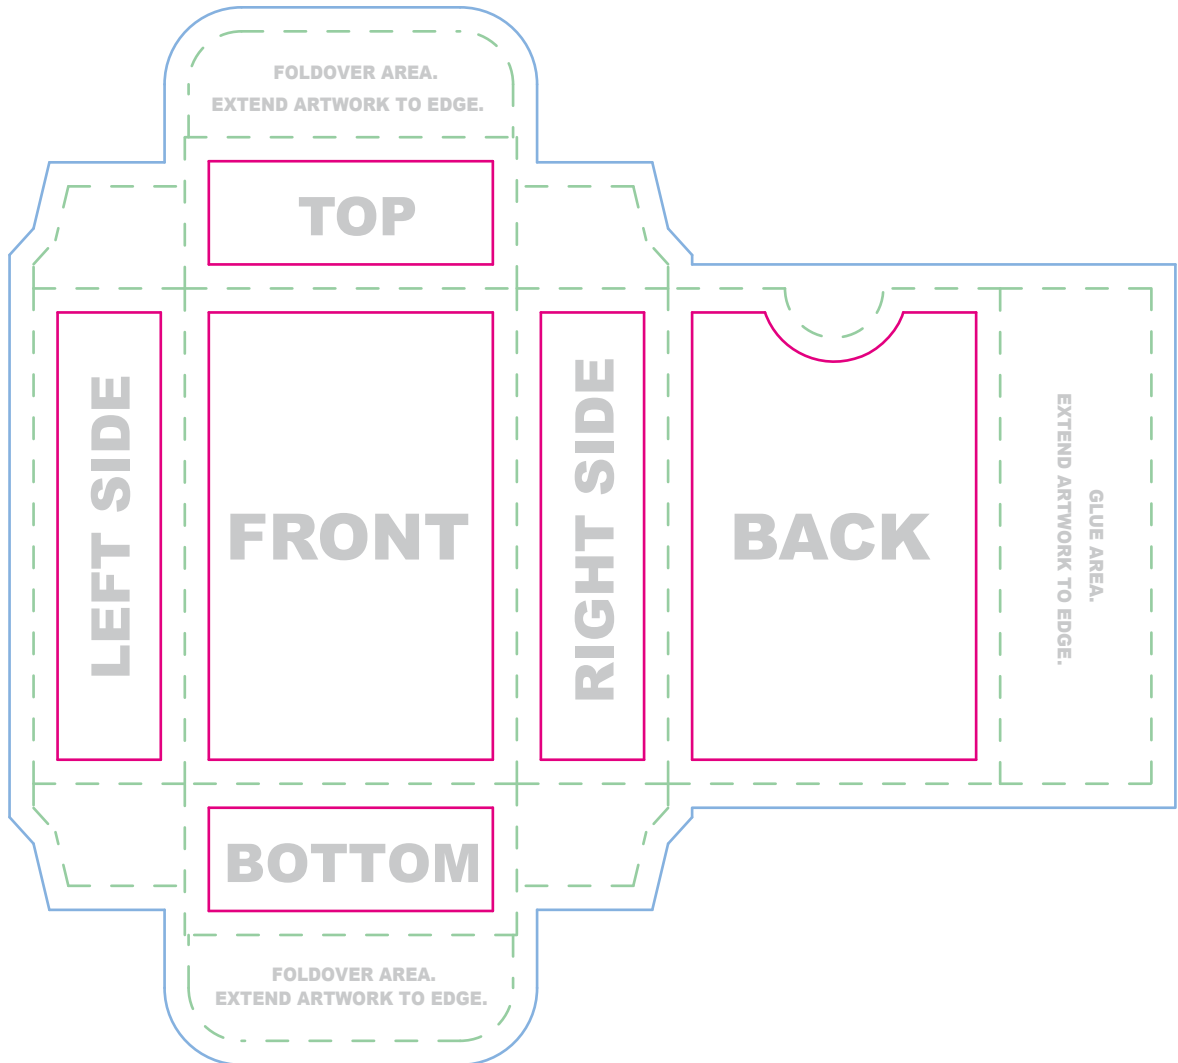 FOLDOVER AREA.
EXTEND ARTWORK TO EDGE.
TOP
LEFT SIDE
FRONT
RIGHT SIDE
BACK
GLUE AREA.
EXTEND ARTWORK TO EDGE.
BOTTOM
FOLDOVER AREA.
EXTEND ARTWORK TO EDGE.